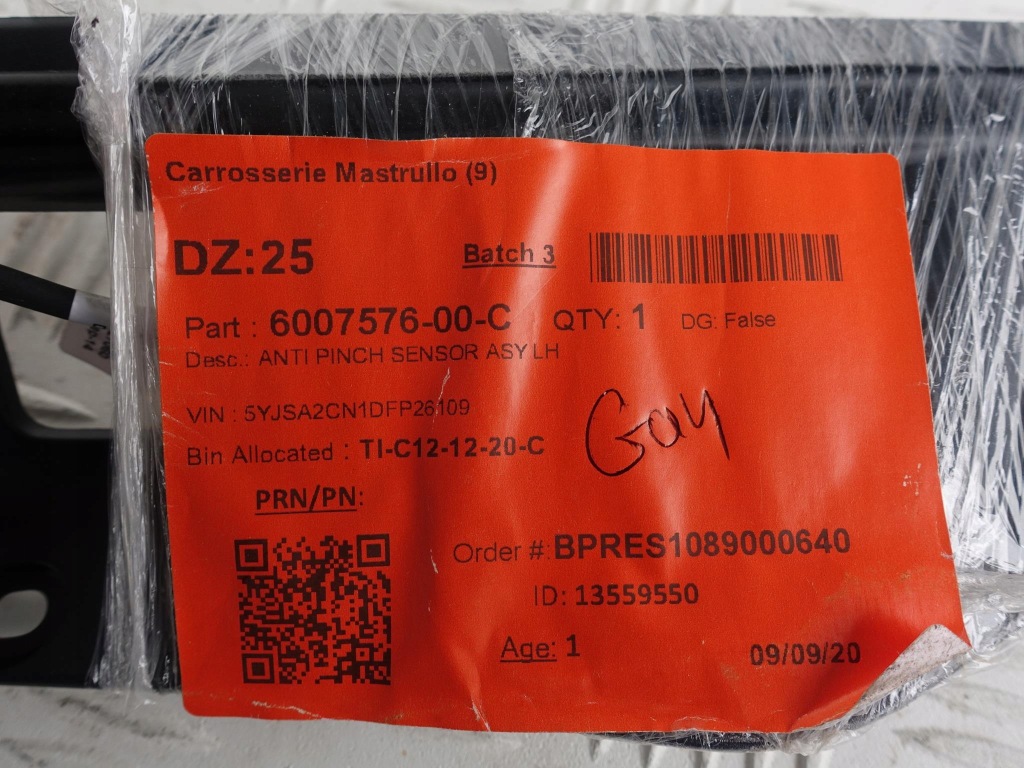 Carrosserie Mastrullo (9)
DZ:25 Batch 3
Part : 6007576-00-C QTY: 1 DG: False
Desc.: ANTI PINCH SENSOR ASY LH
VIN : 5YJSA2CN1DFP26109
Gay
Bin Allocated : TI-C12-12-20-C
PRN/PN:
Order #:BPRES1089000640
ID: 13559550
Age: 1 09/09/20